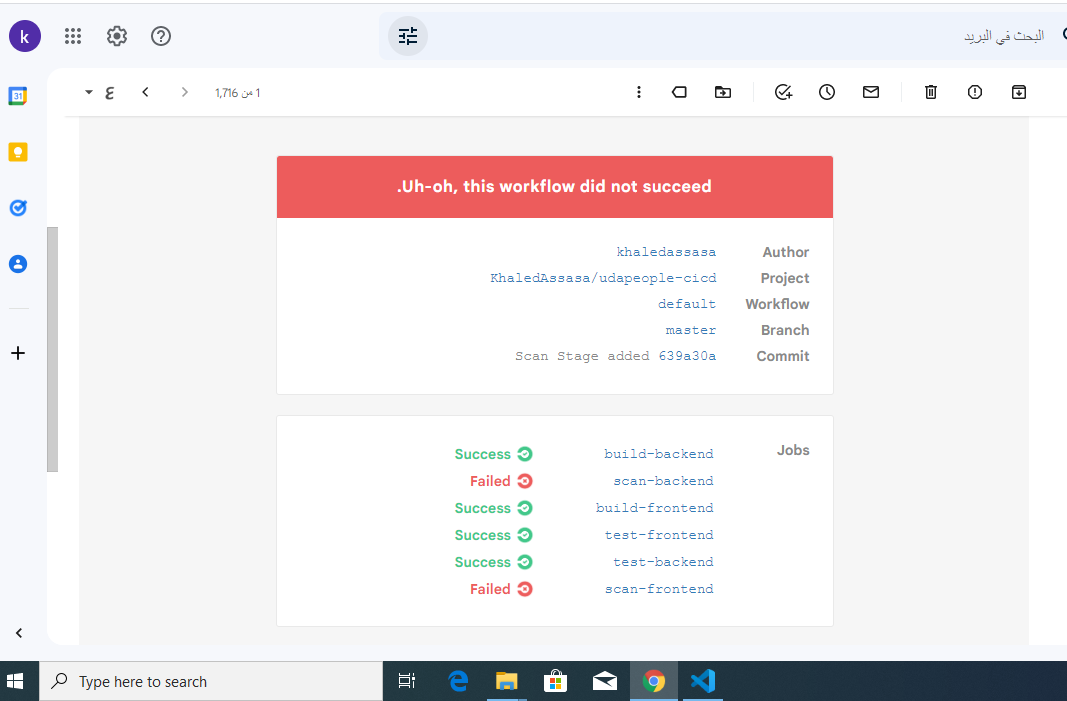 k
البحث في البريد
31
ع
1 من 1,716
.Uh-oh, this workflow did not succeed
Author khaledassasa
Project KhaledAssasa/udapeople-cicd
Workflow default
Branch master
Commit Scan Stage added 639a30a
Jobs build-backend Success
scan-backend Failed
build-frontend Success
test-frontend Success
test-backend Success
scan-frontend Failed
Type here to search